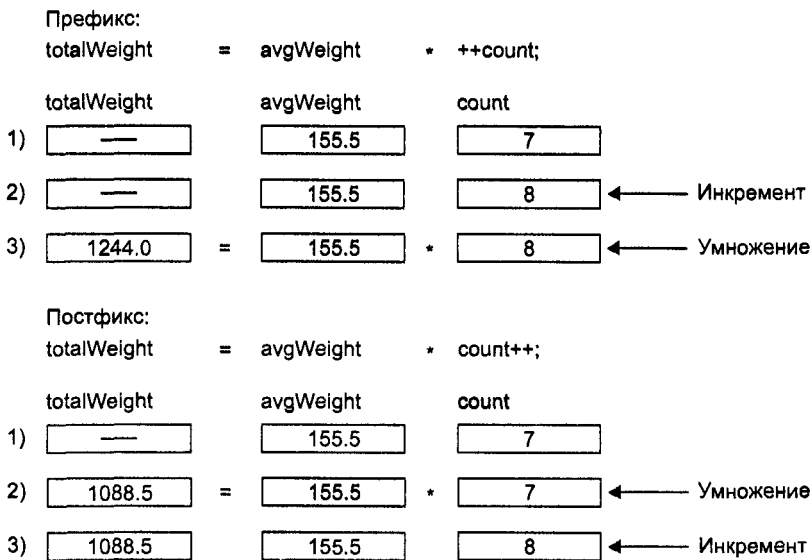 Префикс:
totalWeight = avgWeight * ++count;
totalWeight avgWeight count
1) — 155.5 7
2) — 155.5 8 Инкремент
3) 1244.0 = 155.5 * 8 Умножение
Постфикс:
totalWeight = avgWeight * count++;
totalWeight avgWeight count
1) — 155.5 7
2) 1088.5 = 155.5 * 7 Умножение
3) 1088.5 155.5 8 Инкремент